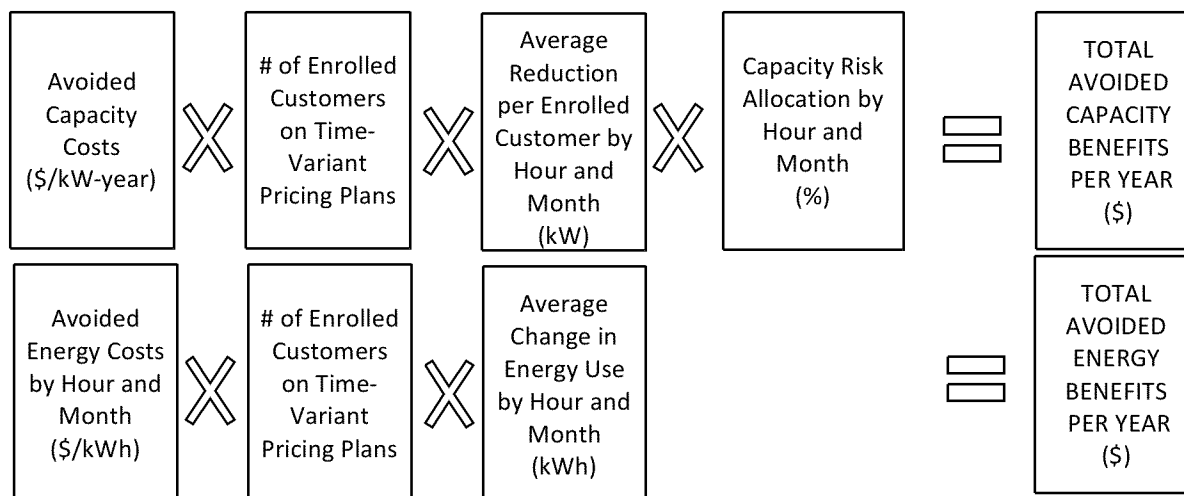 Avoided
Capacity
Costs
($/kW-year)
# of Enrolled
Customers
on Time-
Variant
Pricing Plans
Average
Reduction
per Enrolled
Customer by
Hour and
Month
(kW)
Capacity Risk
Allocation by
Hour and
Month
(%)
TOTAL
AVOIDED
CAPACITY
BENEFITS
PER YEAR
($)
Avoided
Energy Costs
by Hour and
Month
($/kWh)
# of Enrolled
Customers
on Time-
Variant
Pricing Plans
Average
Change in
Energy Use
by Hour and
Month
(kWh)
TOTAL
AVOIDED
ENERGY
BENEFITS
PER YEAR
($)